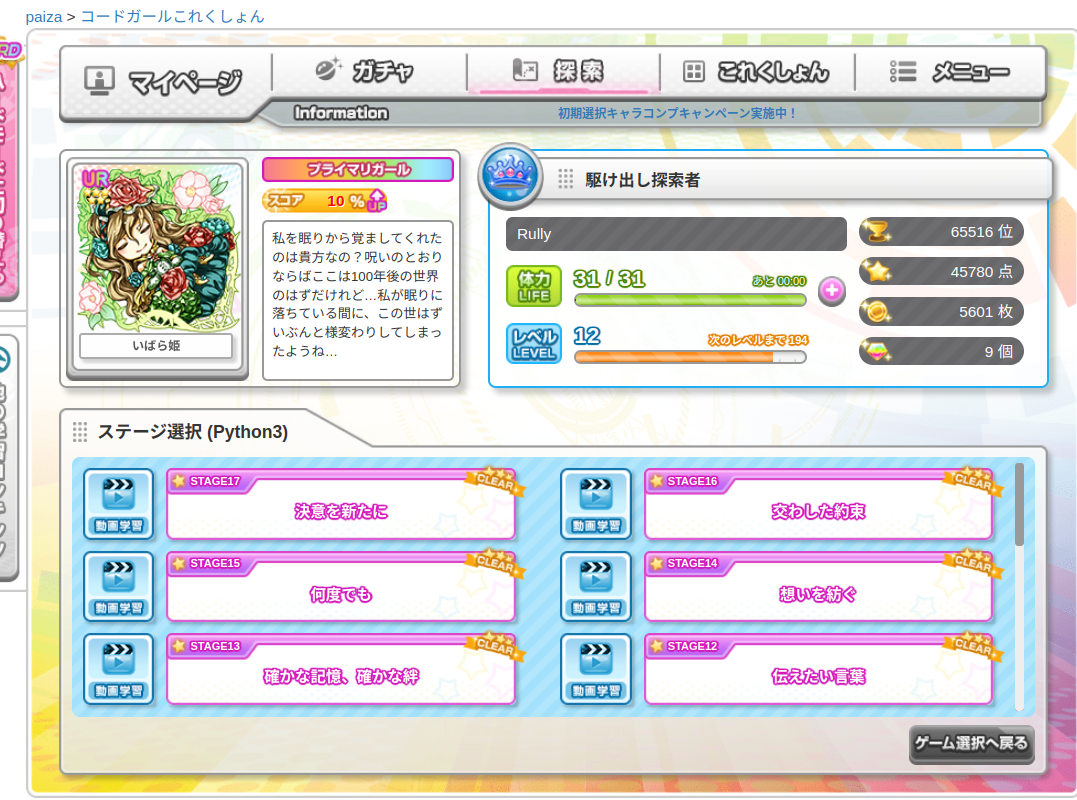 paiza > コードガールこれくしょん
マイページ
ガチャ
探索
これくしょん
メニュー
Information
初期選択キャラコンプキャンペーン実施中！
UR
いばら姫
プライマリガール
スコア 10 % UP
私を眠りから覚ましてくれた
のは貴方なの？呪いのとおり
ならばここは100年後の世界
のはずだけれど…私が眠りに
落ちている間に、この世はず
いぶんと様変わりしてしまっ
たようね…
駆け出し探索者
Rully
体力
LIFE
31 / 31
あと 00:00
レベル
LEVEL
12
次のレベルまで 194
65516 位
45780 点
5601 枚
9 個
ステージ選択 (Python3)
動画学習
STAGE17
CLEAR
決意を新たに
動画学習
STAGE16
CLEAR
交わした約束
動画学習
STAGE15
CLEAR
何度でも
動画学習
STAGE14
CLEAR
想いを紡ぐ
動画学習
STAGE13
CLEAR
確かな記憶、確かな絆
動画学習
STAGE12
CLEAR
伝えたい言葉
ゲーム選択へ戻る